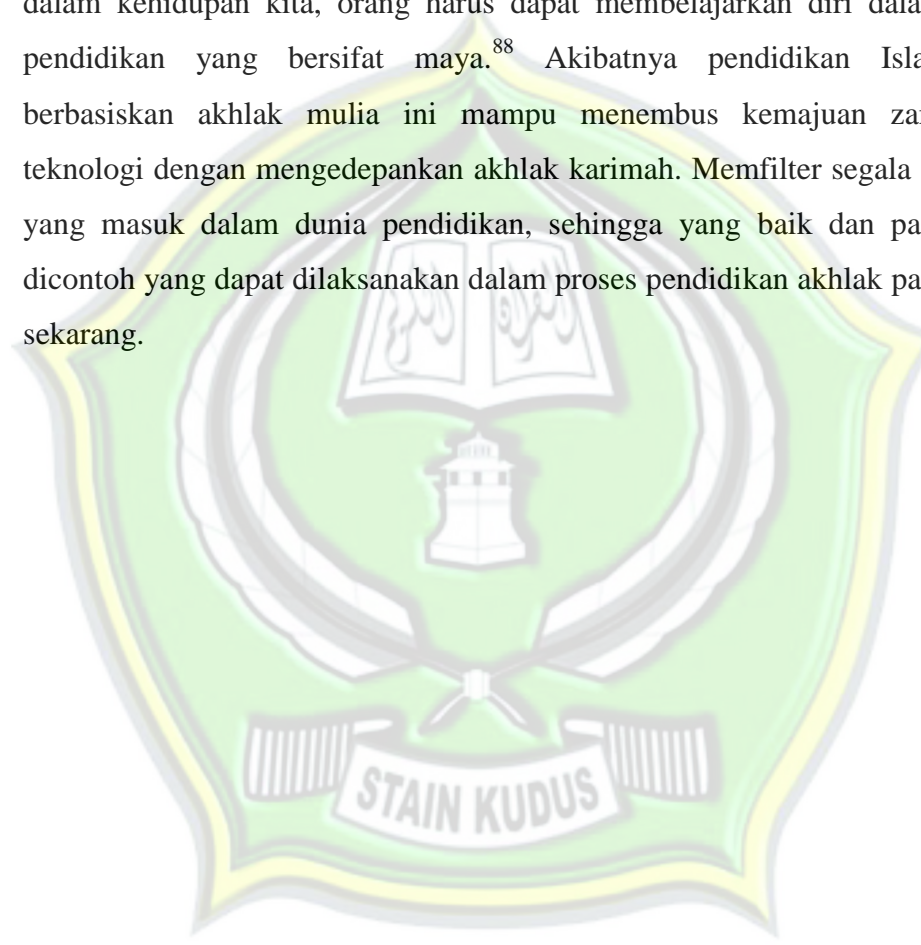 dalam kehidupan kita, orang harus dapat membelajarkan diri dala
pendidikan yang bersifat maya.88 Akibatnya pendidikan Isla
berbasiskan akhlak mulia ini mampu menembus kemajuan za
teknologi dengan mengedepankan akhlak karimah. Memfilter segala
yang masuk dalam dunia pendidikan, sehingga yang baik dan pa
dicontoh yang dapat dilaksanakan dalam proses pendidikan akhlak pa
sekarang.
STAIN KUDUS